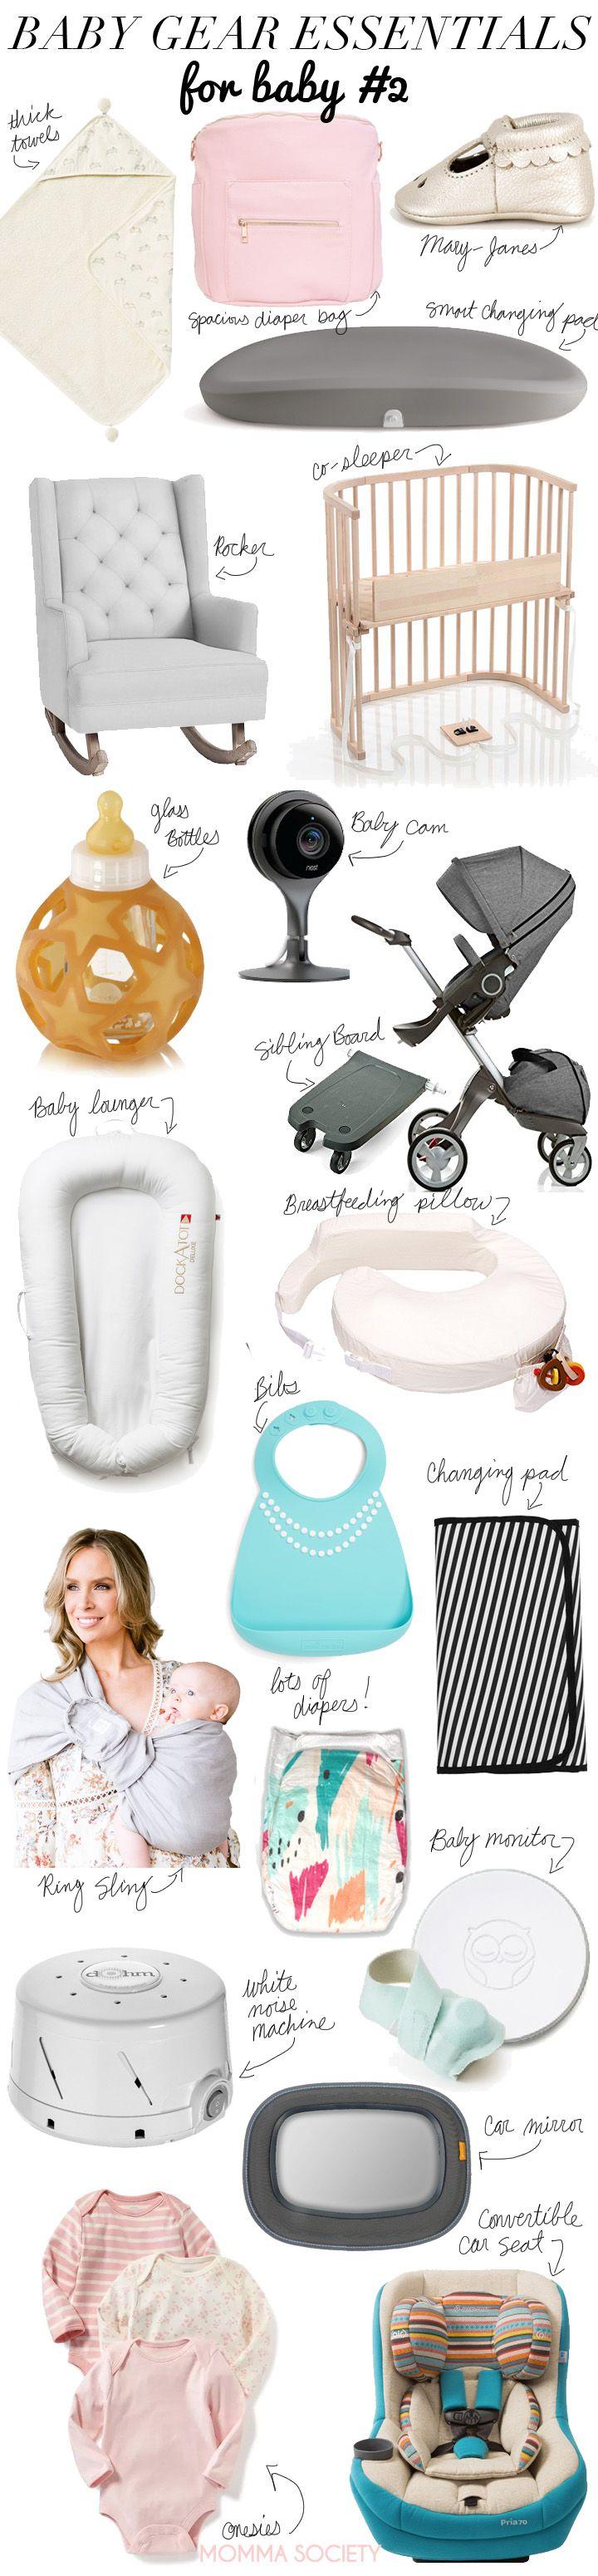 BABY GEAR ESSENTIALS
for baby #2
thick
towels
Mary-Janes
Spacious diaper bag
Smart changing pad
co-sleeper
Rocker
glass
Bottles
Baby Cam
nest
Sibling Board
Baby lounger
DOCKATOT
DELUXE
Breastfeeding pillow
Bibs
Changing pad
lots of
diapers!
Ring Sling
Baby monitor
dohm
white
noise
machine
Car mirror
Convertible
Car Seat
Pria 70
onesies
MOMMA SOCIETY